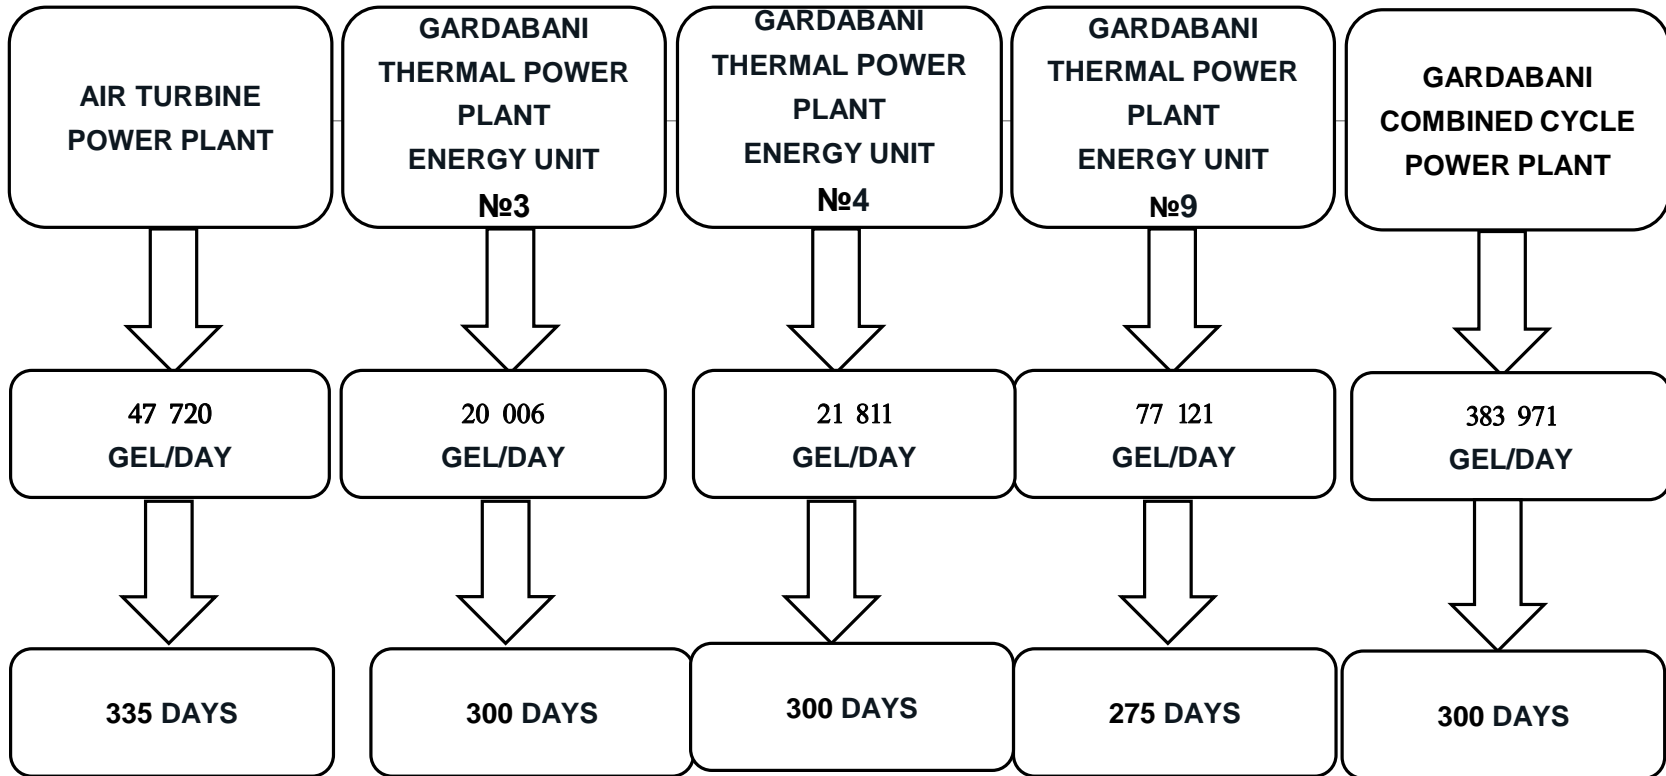 AIR TURBINE
POWER PLANT
GARDABANI
THERMAL POWER
PLANT
ENERGY UNIT
№3
GARDABANI
THERMAL POWER
PLANT
ENERGY UNIT
№4
GARDABANI
THERMAL POWER
PLANT
ENERGY UNIT
№9
GARDABANI
COMBINED CYCLE
POWER PLANT
47 720
GEL/DAY
20 006
GEL/DAY
21 811
GEL/DAY
77 121
GEL/DAY
383 971
GEL/DAY
335 DAYS
300 DAYS
300 DAYS
275 DAYS
300 DAYS